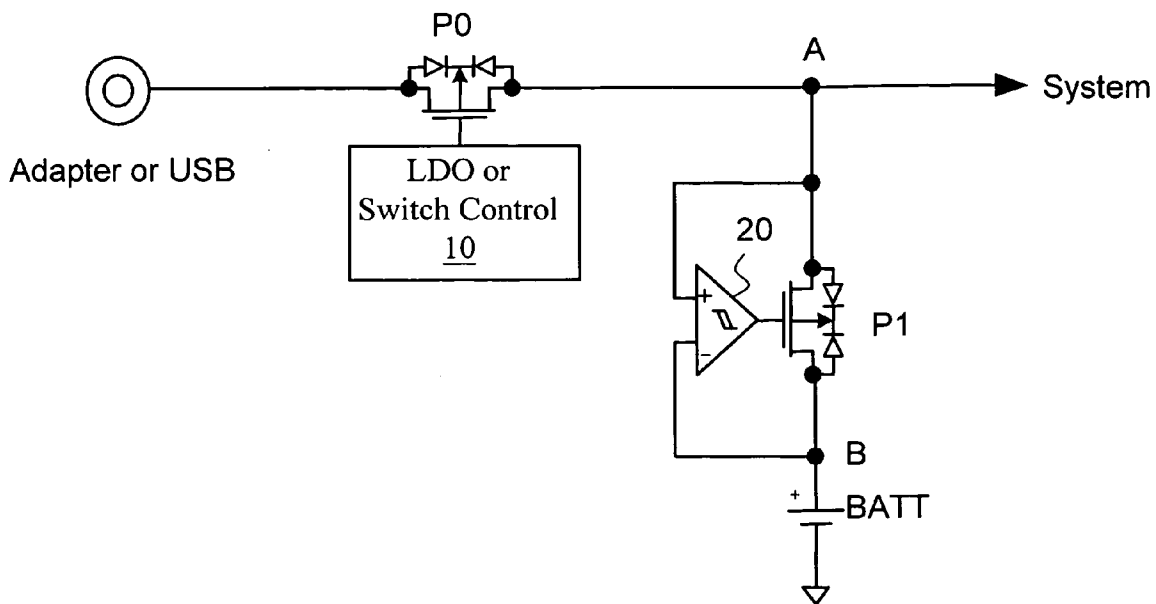 P0
A
System
Adapter or USB
LDO or
Switch Control
10
20
+
-
P1
B
+
BATT